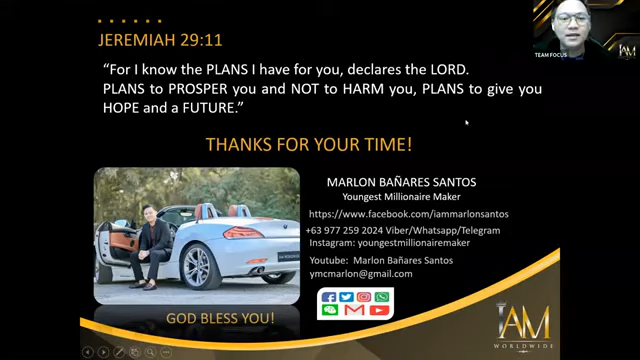 JEREMIAH 29:11
“For I know the PLANS I have for you, declares the LORD.
PLANS to PROSPER you and NOT to HARM you, PLANS to give you
HOPE and a FUTURE.”
THANKS FOR YOUR TIME!
MARLON BAÑARES SANTOS
Youngest Millionaire Maker
https://www.facebook.com/iammarlonsantos
+63 977 259 2024 Viber/Whatsapp/Telegram
Instagram: youngestmillionairemaker
Youtube: Marlon Bañares Santos
ymcmarlon@gmail.com
GOD BLESS YOU!
IAM
WORLDWIDE
TEAM FOCUS
IAM